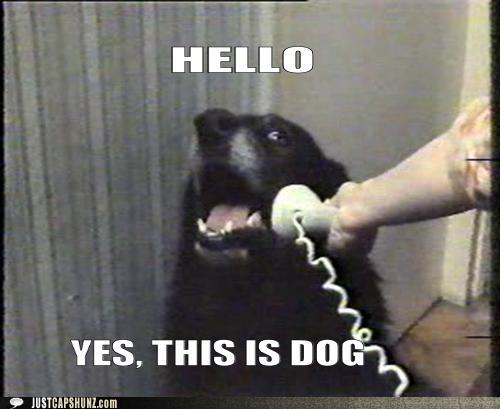 HELLO
YES, THIS IS DOG
JUSTCAPSHUNZ.com